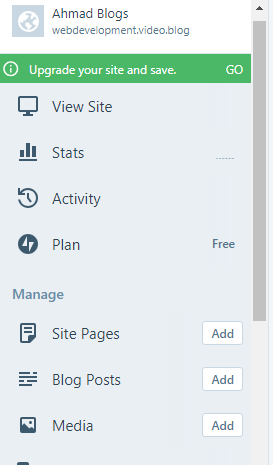 Ahmad Blogs
webdevelopment.video.blog
Upgrade your site and save. GO
View Site
Stats
Activity
Plan Free
Manage
Site Pages Add
Blog Posts Add
Media Add